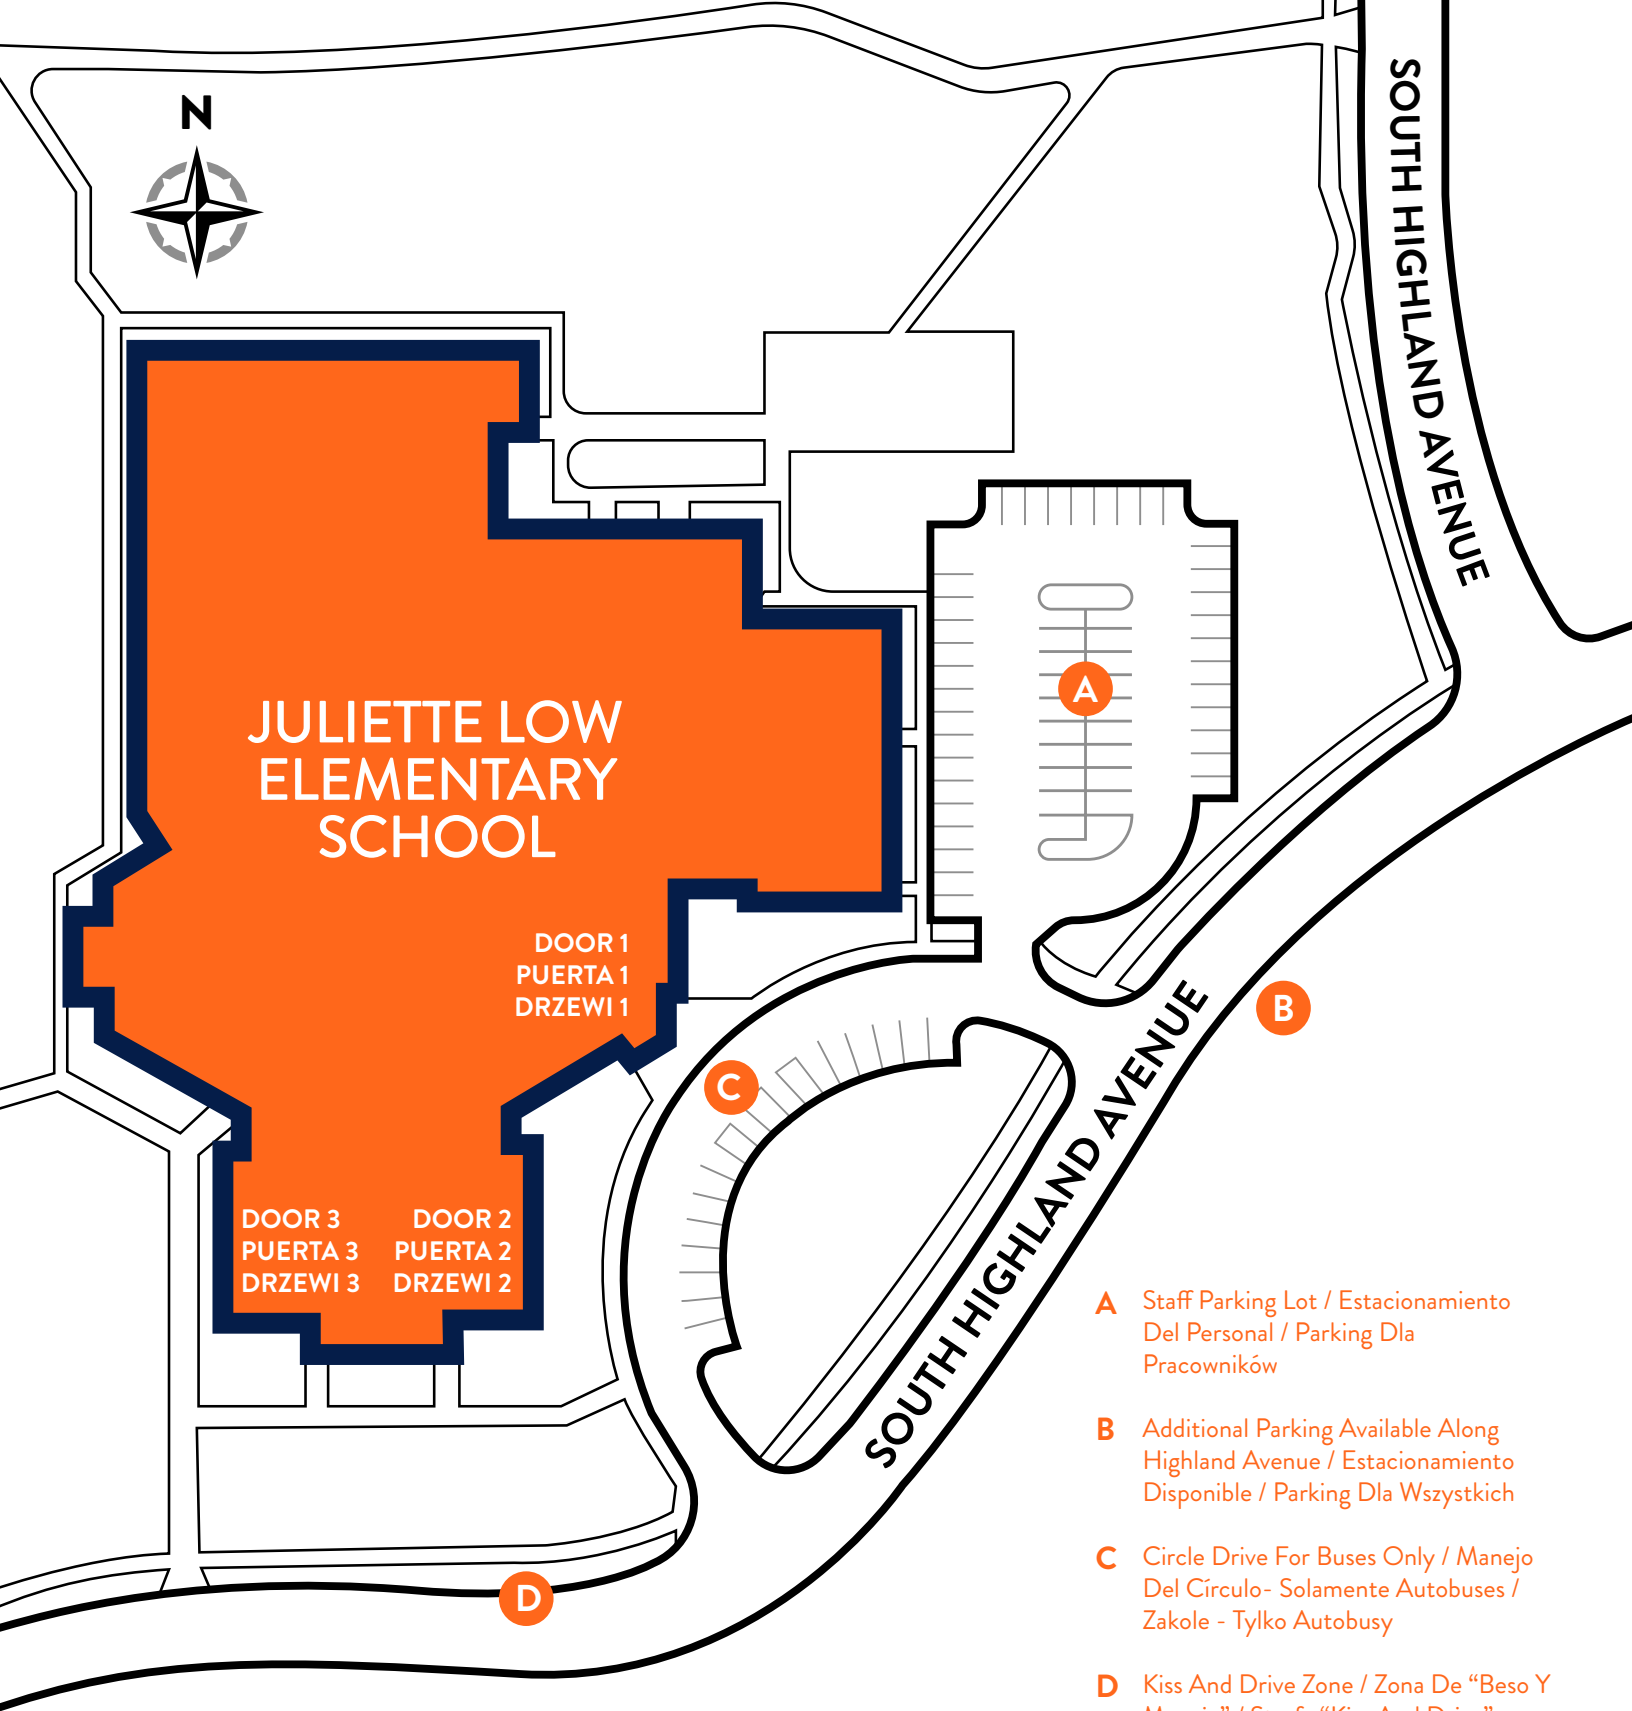 N
SOUTH HIGHLAND AVENUE
A
JULIETTE LOW
ELEMENTARY
SCHOOL
DOOR 1
PUERTA 1
DRZEWI 1
B
C
SOUTH HIGHLAND AVENUE
DOOR 3
PUERTA 3
DRZEWI 3
DOOR 2
PUERTA 2
DRZEWI 2
D
A Staff Parking Lot / Estacionamiento
Del Personal / Parking Dla
Pracowników
B Additional Parking Available Along
Highland Avenue / Estacionamiento
Disponible / Parking Dla Wszystkich
C Circle Drive For Buses Only / Manejo
Del Círculo- Solamente Autobuses /
Zakole - Tylko Autobusy
D Kiss And Drive Zone / Zona De “Beso Y